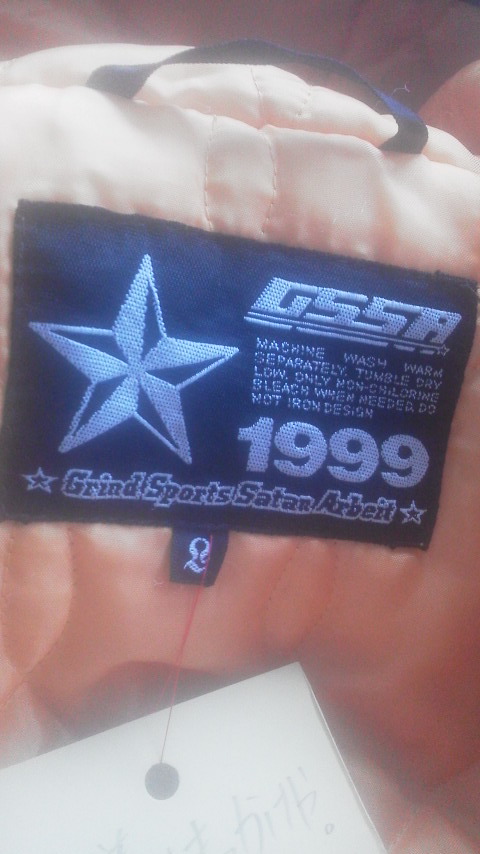 GSSA
MACHINE WASH WARM
SEPARATELY, TUMBLE DRY
LOW, ONLY NON-CHLORINE
BLEACH WHEN NEEDED, DO
NOT IRON DESIGN
1999
☆ Grind Sports Satan Arbeit ☆
2